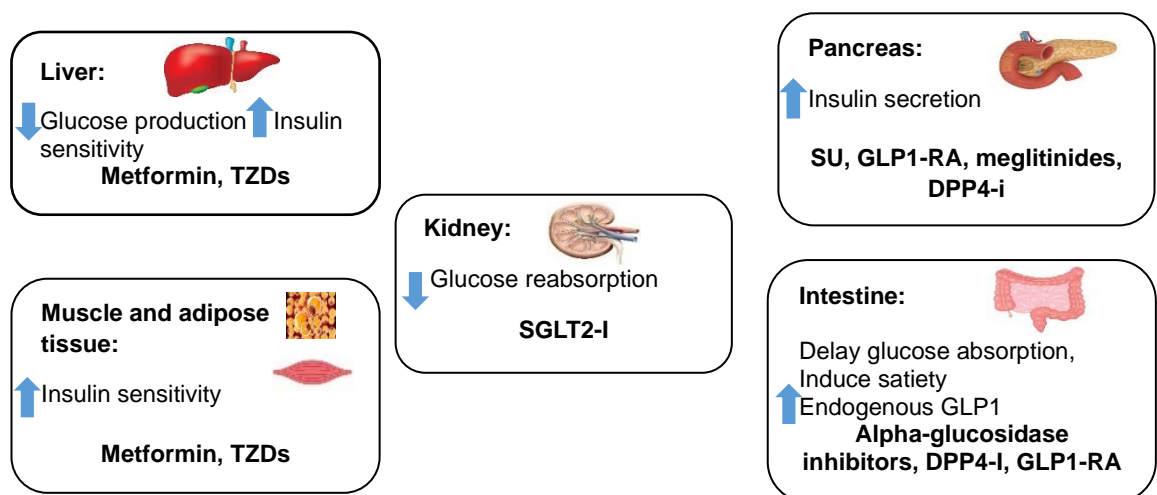 Liver:
Glucose production Insulin
sensitivity
Metformin, TZDs
Muscle and adipose
tissue:
Insulin sensitivity
Metformin, TZDs
Kidney:
Glucose reabsorption
SGLT2-I
Pancreas:
Insulin secretion
SU, GLP1-RA, meglitinides,
DPP4-i
Intestine:
Delay glucose absorption,
Induce satiety
Endogenous GLP1
Alpha-glucosidase
inhibitors, DPP4-I, GLP1-RA